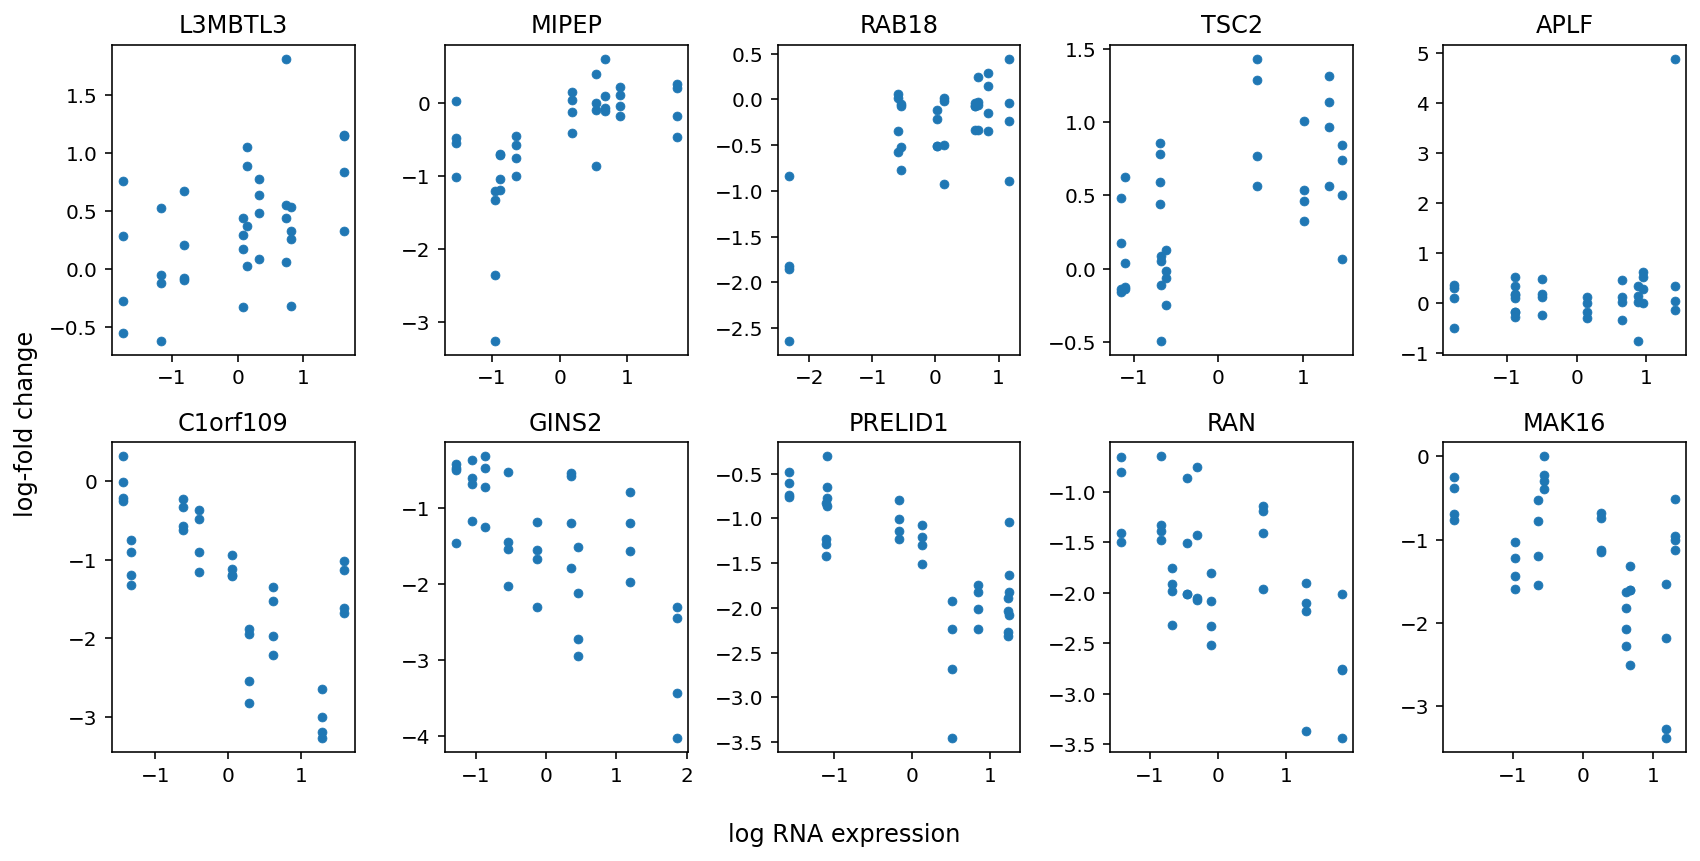 L3MBTL3 MIPEP RAB18 TSC2 APLF
1.5 1.0 0.5 0.0 −0.5
−1 0 1
0 −1 −2 −3
−1 0 1
0.5 0.0 −0.5 −1.0 −1.5 −2.0 −2.5
−2 −1 0 1
1.5 1.0 0.5 0.0 −0.5
−1 0 1
5 4 3 2 1 0 −1
−1 0 1
log-fold change
C1orf109 GINS2 PRELID1 RAN MAK16
0 −1 −2 −3
−1 0 1
−1 −2 −3 −4
−1 0 1 2
−0.5 −1.0 −1.5 −2.0 −2.5 −3.0 −3.5
−1 0 1
−1.0 −1.5 −2.0 −2.5 −3.0 −3.5
−1 0 1
0 −1 −2 −3
−1 0 1
log RNA expression